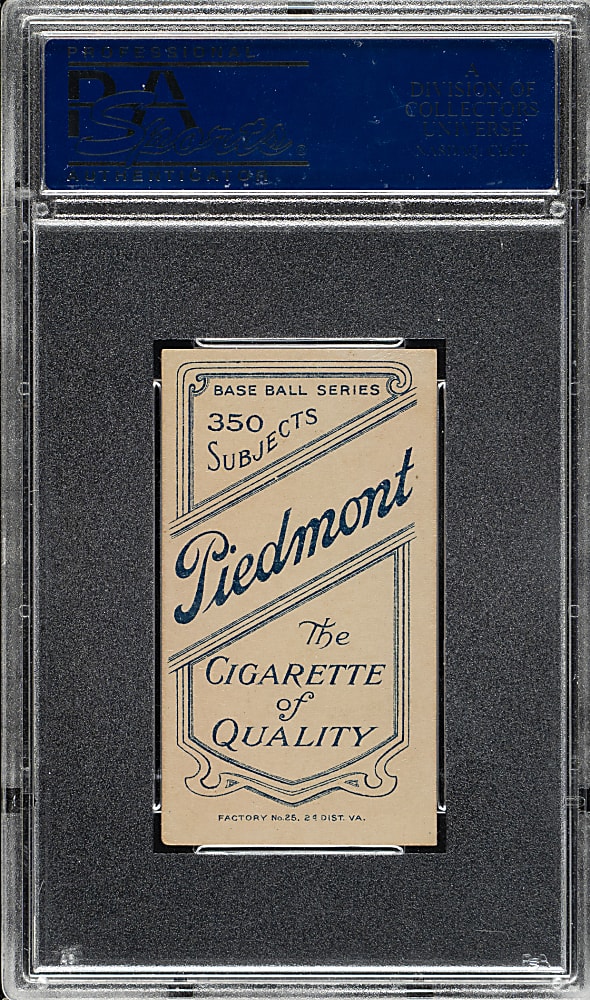 PROFESSIONAL
PSA
Sports
AUTHENTICATOR
A
DIVISION OF
COLLECTORS
UNIVERSE
BASE BALL SERIES
350
SUBJECTS
Piedmont
The
CIGARETTE
of
QUALITY
FACTORY No. 25, 2d DIST. VA.
PSA